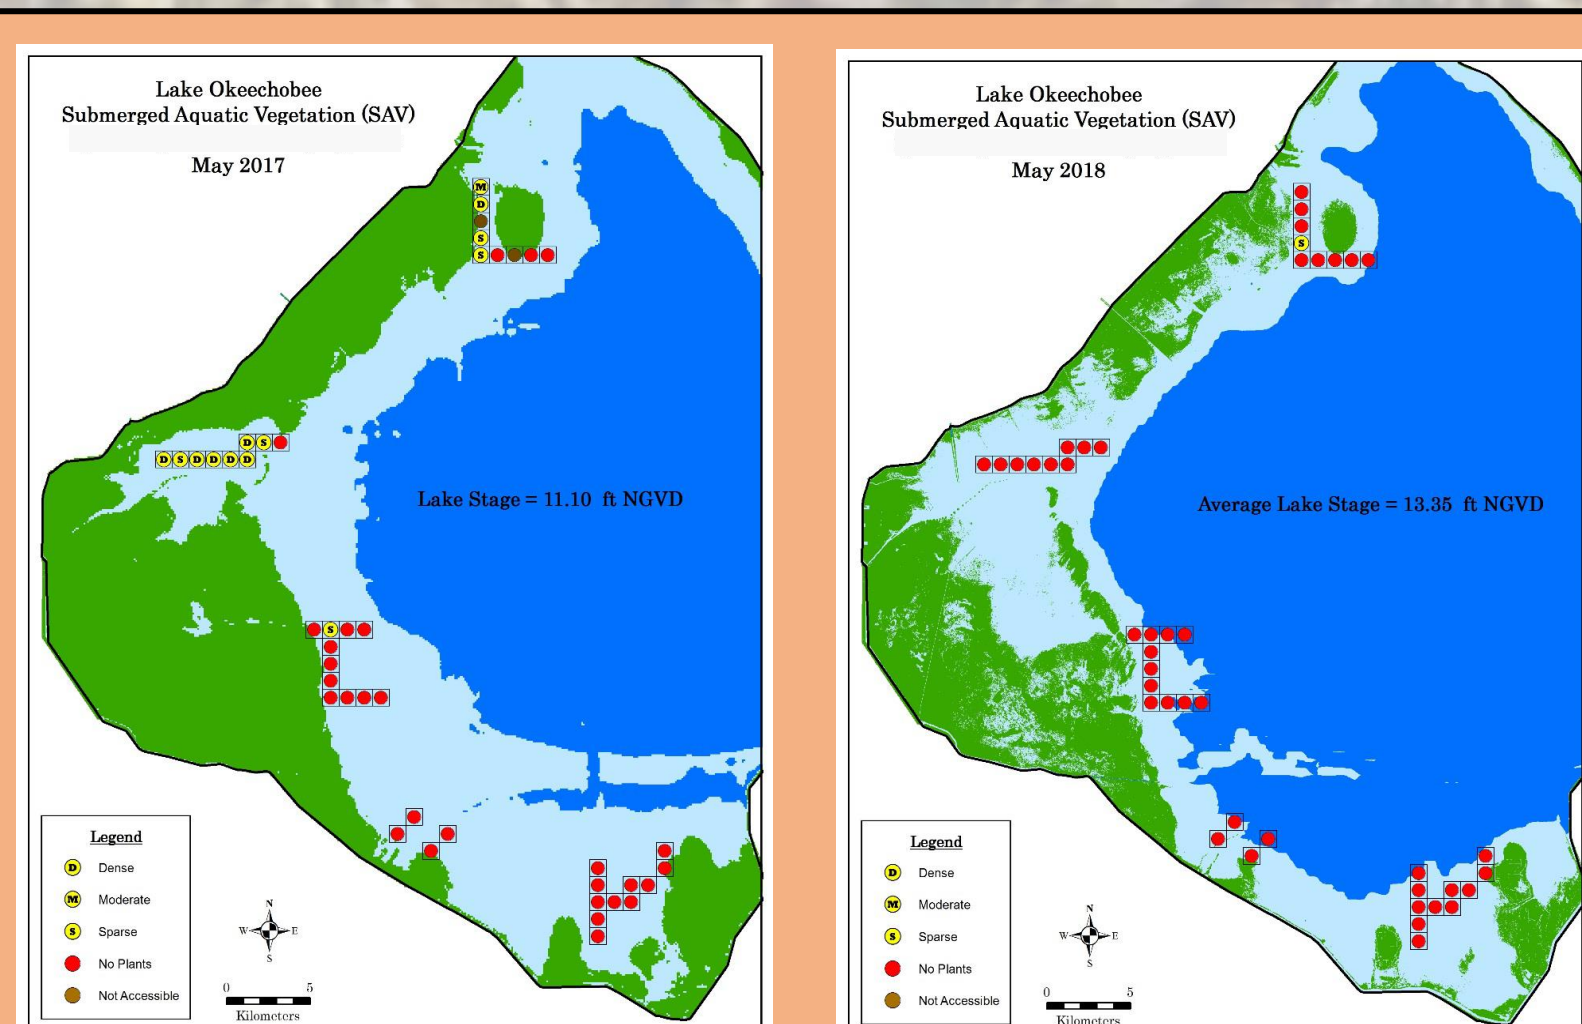 Lake Okeechobee
Submerged Aquatic Vegetation (SAV)
May 2017
M
D
S
S
D S
D S D D D D
Lake Stage = 11.10 ft NGVD
S
Legend
D Dense
M Moderate
S Sparse
No Plants
Not Accessible
N
W E
S
0 5
Kilometers
Lake Okeechobee
Submerged Aquatic Vegetation (SAV)
May 2018
S
Average Lake Stage = 13.35 ft NGVD
Legend
D Dense
M Moderate
S Sparse
No Plants
Not Accessible
N
W E
S
0 5
Kilometers